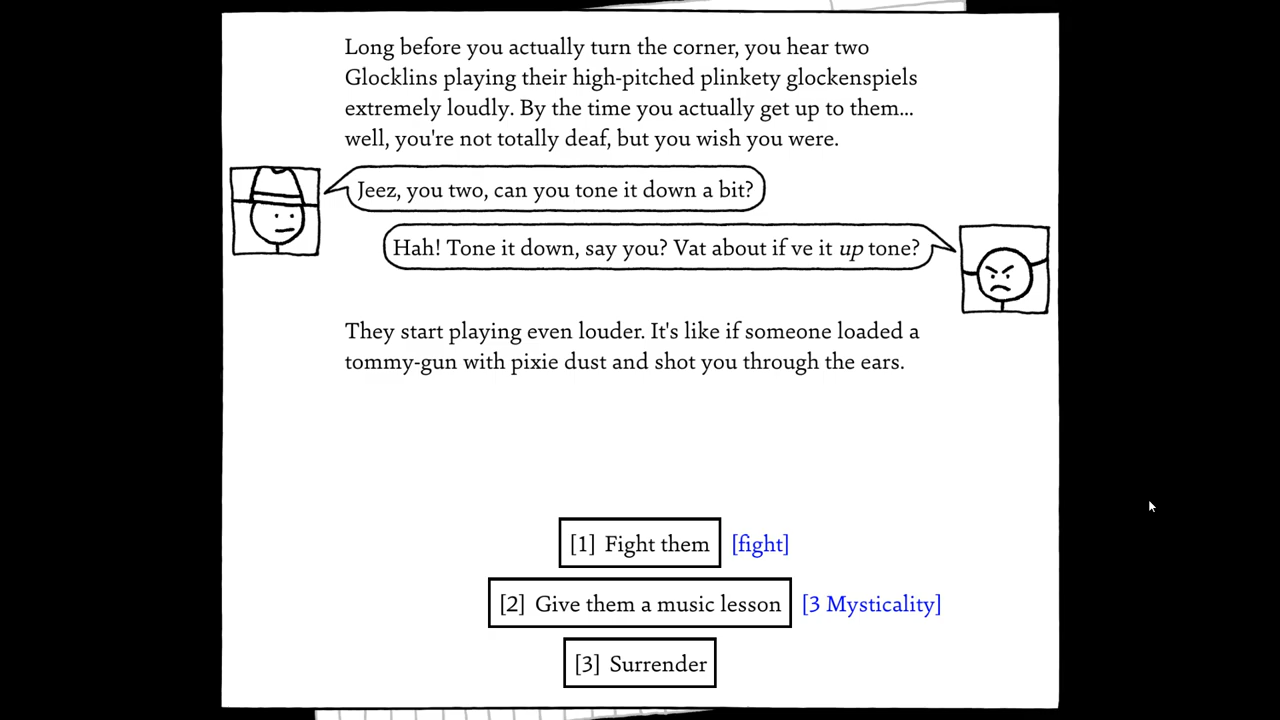 Long before you actually turn the corner, you hear two
Glocklins playing their high-pitched plinkety glockenspiels
extremely loudly. By the time you actually get up to them...
well, you're not totally deaf, but you wish you were.
Jeez, you two, can you tone it down a bit?
Hah! Tone it down, say you? Vat about if ve it up tone?
They start playing even louder. It's like if someone loaded a
tommy-gun with pixie dust and shot you through the ears.
[1] Fight them [fight]
[2] Give them a music lesson [3 Mysticality]
[3] Surrender